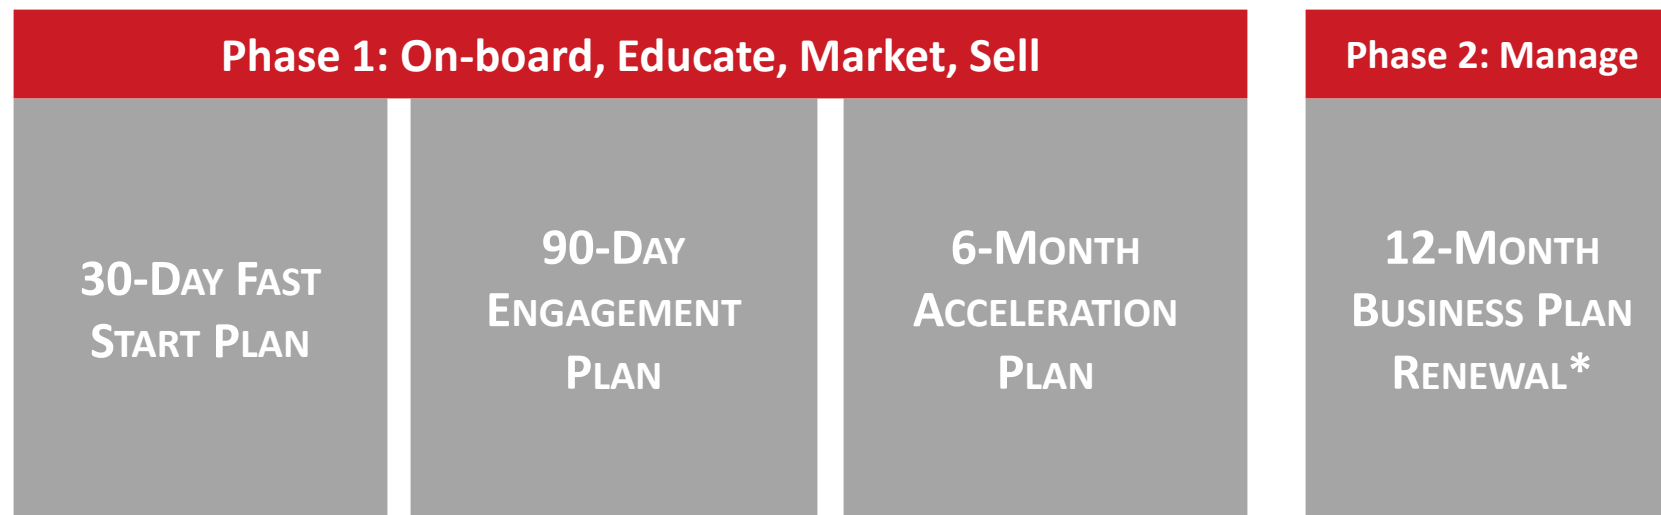 Phase 1: On-board, Educate, Market, Sell
Phase 2: Manage
30-Day Fast
Start Plan
90-Day
Engagement
Plan
6-Month
Acceleration
Plan
12-Month
Business Plan
Renewal*